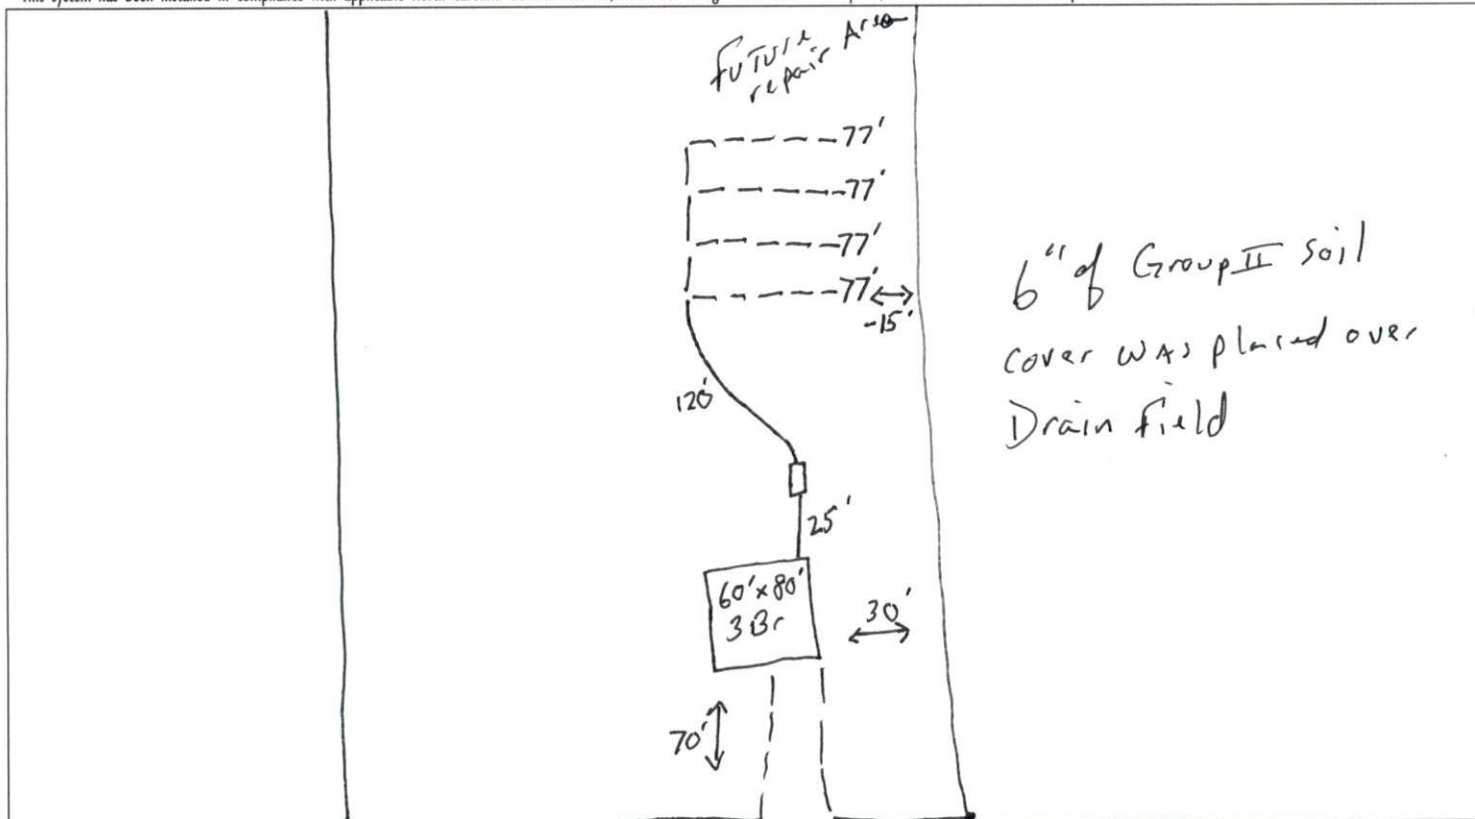 Future
repair Area
77'
77'
77'
77'
-15'
120'
25'
60'x80'
3Br
30'
70'
6" of Group II Soil
cover was placed over
Drain field